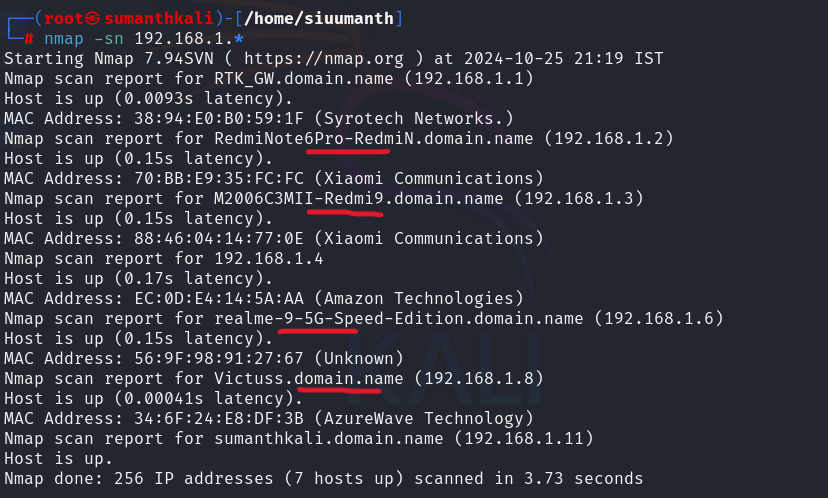 ┌──(root㉿sumanthkali)-[/home/siuumanth]
└─# nmap -sn 192.168.1.*
Starting Nmap 7.94SVN ( https://nmap.org ) at 2024-10-25 21:19 IST
Nmap scan report for RTK_GW.domain.name (192.168.1.1)
Host is up (0.0093s latency).
MAC Address: 38:94:E0:B0:59:1F (Syrotech Networks.)
Nmap scan report for RedmiNote6Pro-RedmiN.domain.name (192.168.1.2)
Host is up (0.15s latency).
MAC Address: 70:BB:E9:35:FC:FC (Xiaomi Communications)
Nmap scan report for M2006C3MII-Redmi9.domain.name (192.168.1.3)
Host is up (0.15s latency).
MAC Address: 88:46:04:14:77:0E (Xiaomi Communications)
Nmap scan report for 192.168.1.4
Host is up (0.17s latency).
MAC Address: EC:0D:E4:14:5A:AA (Amazon Technologies)
Nmap scan report for realme-9-5G-Speed-Edition.domain.name (192.168.1.6)
Host is up (0.15s latency).
MAC Address: 56:9F:98:91:27:67 (Unknown)
Nmap scan report for Victuss.domain.name (192.168.1.8)
Host is up (0.00041s latency).
MAC Address: 34:6F:24:E8:DF:3B (AzureWave Technology)
Nmap scan report for sumanthkali.domain.name (192.168.1.11)
Host is up.
Nmap done: 256 IP addresses (7 hosts up) scanned in 3.73 seconds
KALI